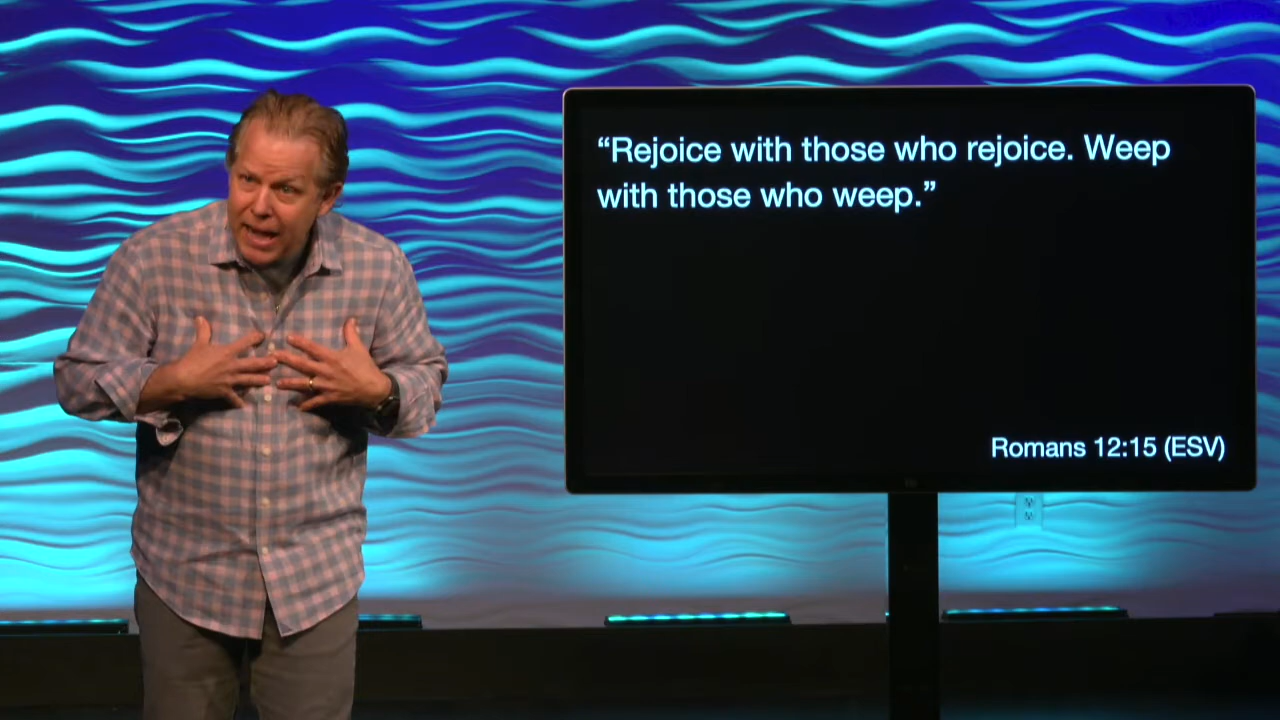 “Rejoice with those who rejoice. Weep
with those who weep.”
Romans 12:15 (ESV)